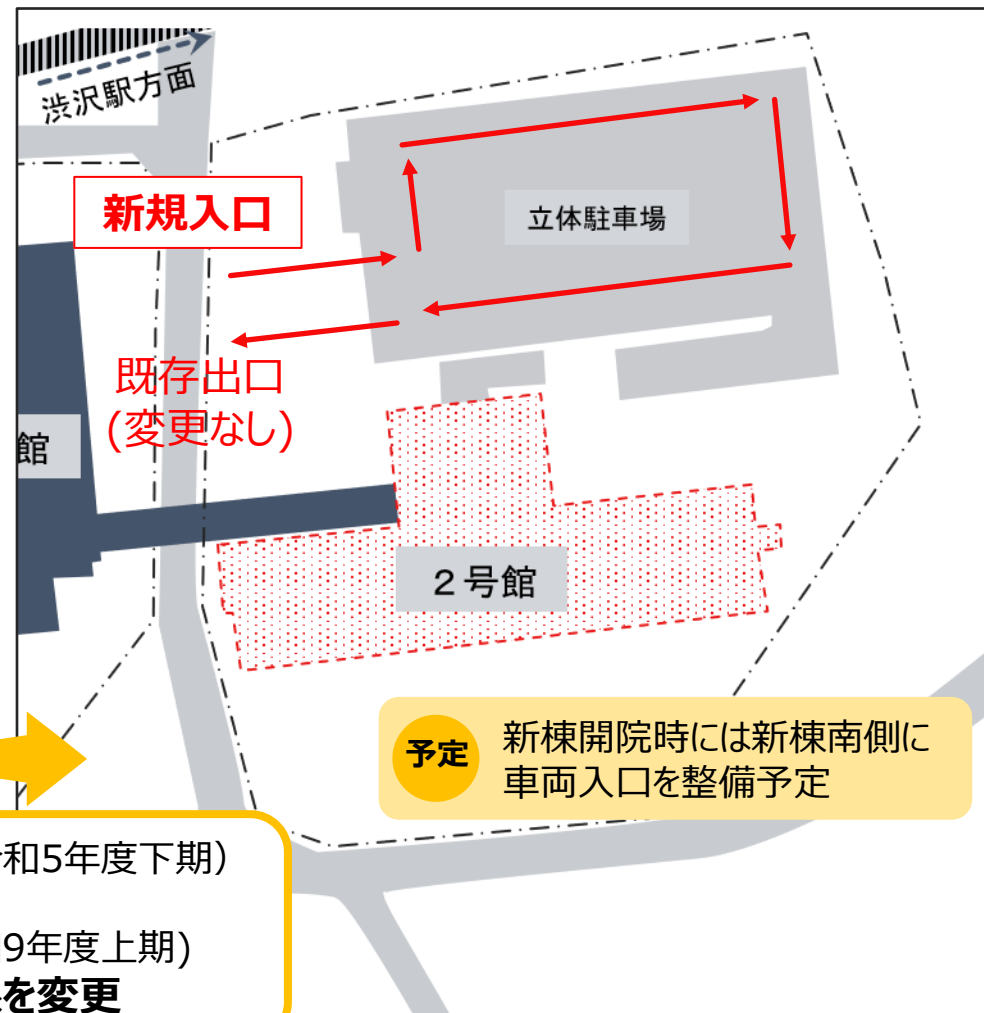 渋沢駅方面
新規入口
立体駐車場
既存出口
(変更なし)
館
２号館
予定
新棟開院時には新棟南側に
車両入口を整備予定
和5年度下期）
9年度上期)
を変更